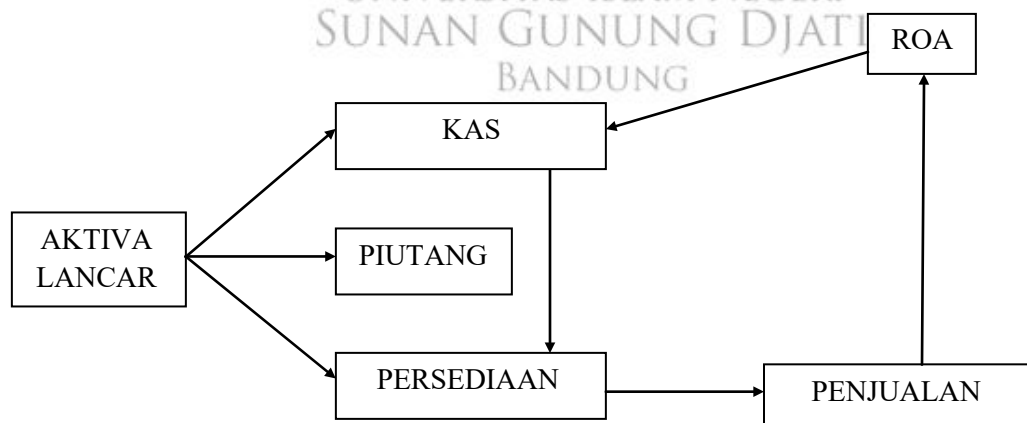 SUNAN GUNUNG DJATI
BANDUNG
ROA
KAS
AKTIVA
LANCAR
PIUTANG
PERSEDIAAN
PENJUALAN